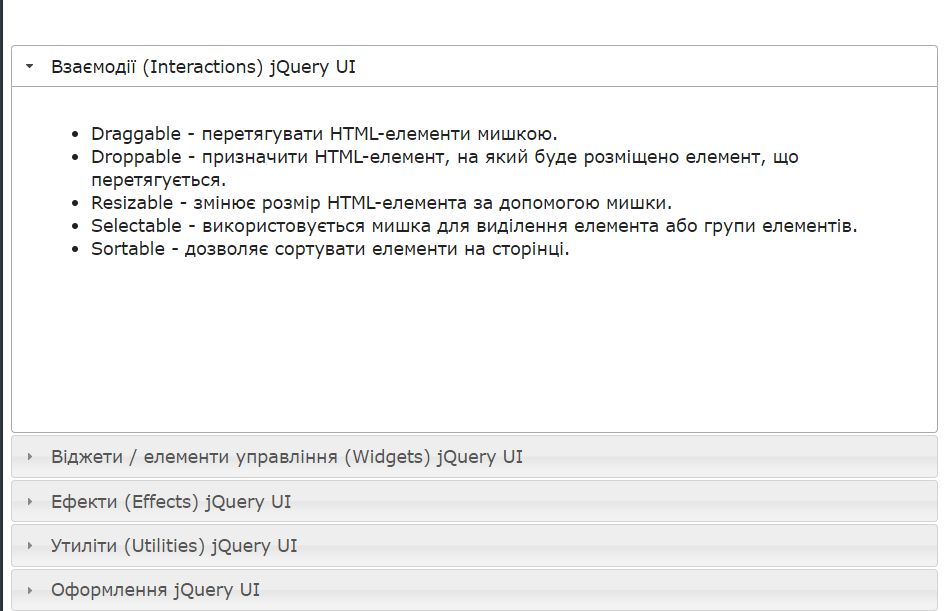 Взаємодії (Interactions) jQuery UI
Draggable - перетягувати HTML-елементи мишкою.
Droppable - призначити HTML-елемент, на який буде розміщено елемент, що
перетягується.
Resizable - змінює розмір HTML-елемента за допомогою мишки.
Selectable - використовується мишка для виділення елемента або групи елементів.
Sortable - дозволяє сортувати елементи на сторінці.
Віджети / елементи управління (Widgets) jQuery UI
Ефекти (Effects) jQuery UI
Утиліти (Utilities) jQuery UI
Оформлення jQuery UI